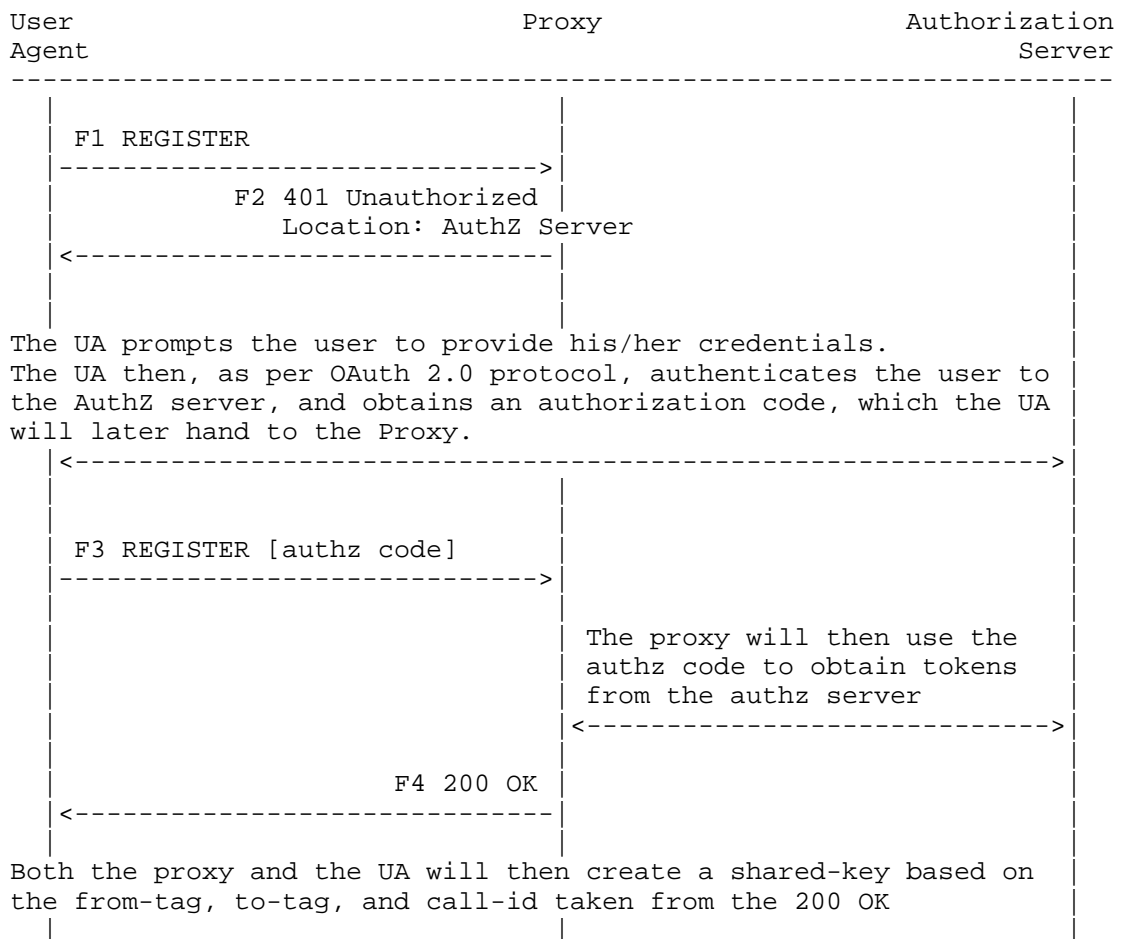 User Proxy Authorization
Agent Server
F1 REGISTER
F2 401 Unauthorized
Location: AuthZ Server
The UA prompts the user to provide his/her credentials.
The UA then, as per OAuth 2.0 protocol, authenticates the user to
the AuthZ server, and obtains an authorization code, which the UA
will later hand to the Proxy.
F3 REGISTER [authz code]
The proxy will then use the
authz code to obtain tokens
from the authz server
F4 200 OK
Both the proxy and the UA will then create a shared-key based on
the from-tag, to-tag, and call-id taken from the 200 OK